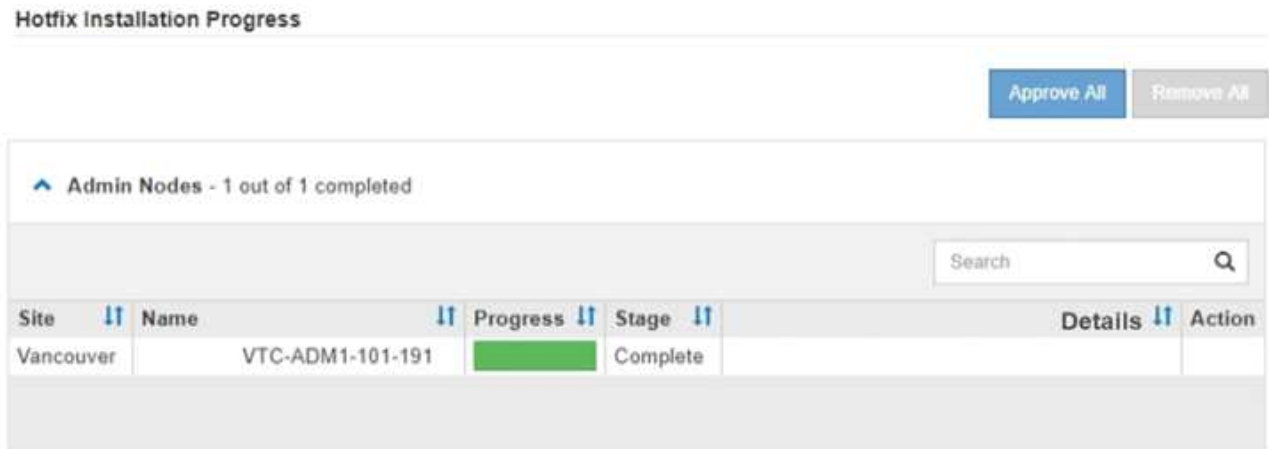 Hotfix Installation Progress
Approve All Remove All
Admin Nodes - 1 out of 1 completed
Search
Site Name Progress Stage Details Action
Vancouver VTC-ADM1-101-191 Complete